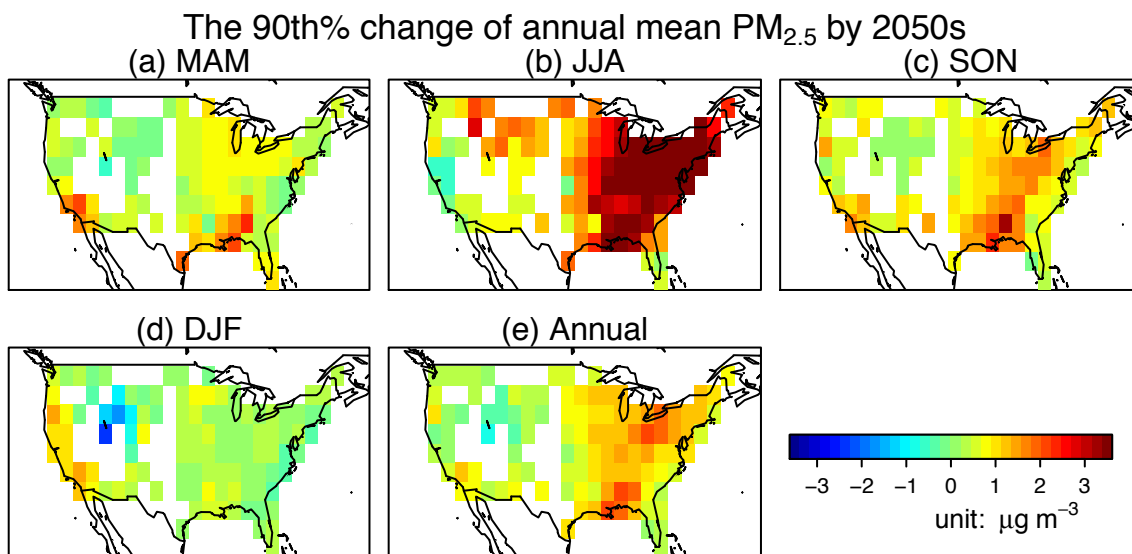 The 90th% change of annual mean PM₂.₅ by 2050s
(a) MAM
(b) JJA
(c) SON
(d) DJF
(e) Annual
−3 −2 −1 0 1 2 3
unit: μg m⁻³